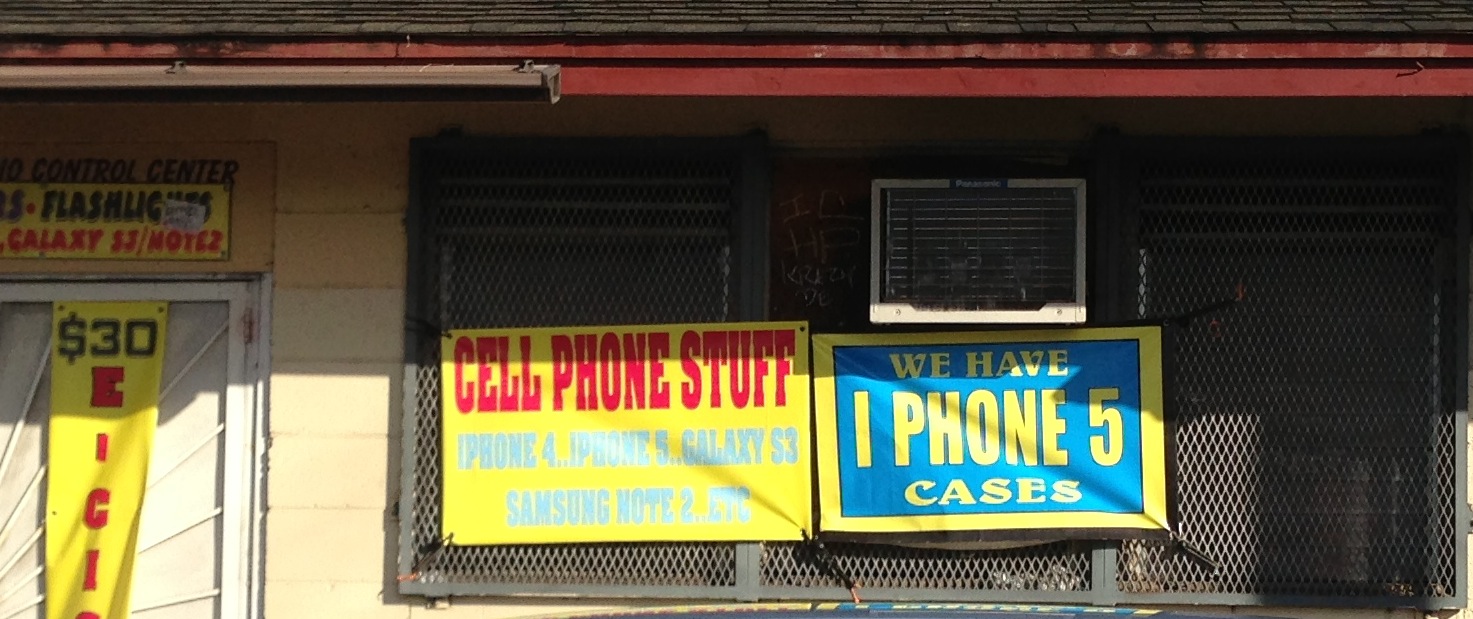 CONTROL CENTER
FLASHLIGHTS
GALAXY S3/NOTE2
$30
E
I
G
I
CELL PHONE STUFF
IPHONE 4..IPHONE 5..GALAXY S3
SAMSUNG NOTE 2..ETC
Panasonic
WE HAVE
I PHONE 5
CASES